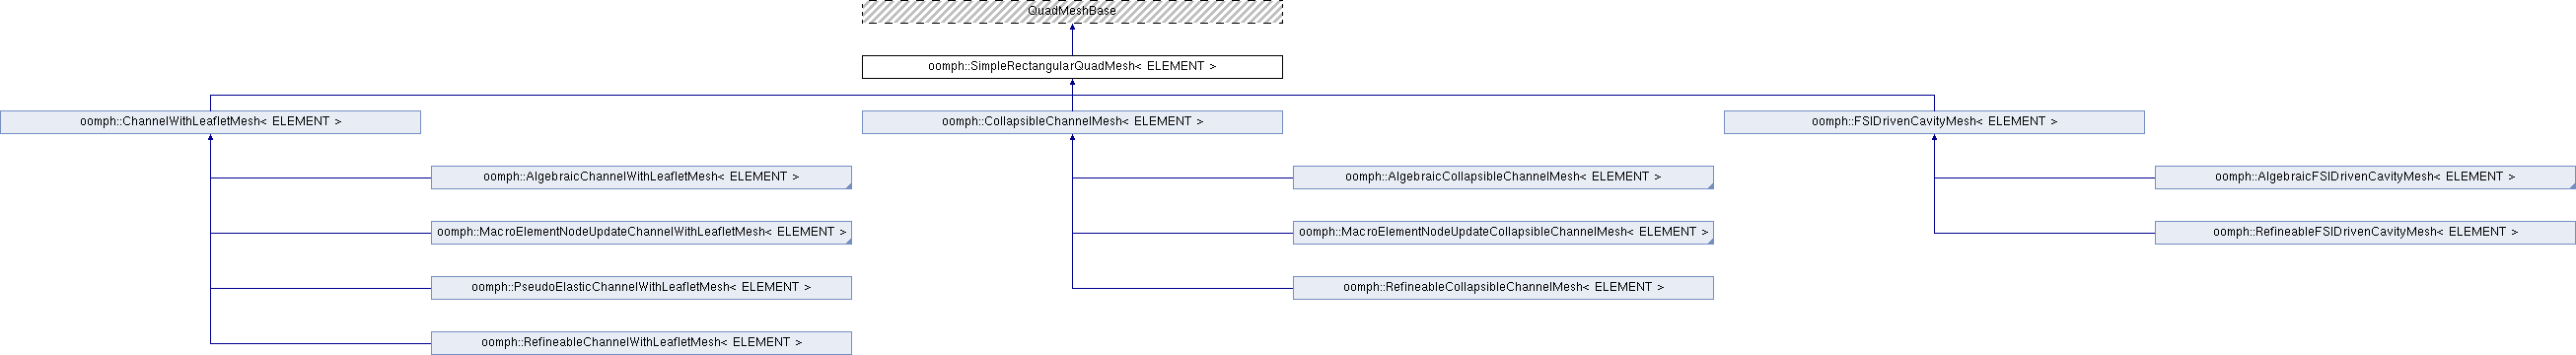 QuadMeshBase
oomph::SimpleRectangularQuadMesh< ELEMENT >
oomph::ChannelWithLeafletMesh< ELEMENT >
oomph::CollapsibleChannelMesh< ELEMENT >
oomph::FSIDrivenCavityMesh< ELEMENT >
oomph::AlgebraicChannelWithLeafletMesh< ELEMENT >
oomph::AlgebraicCollapsibleChannelMesh< ELEMENT >
oomph::AlgebraicFSIDrivenCavityMesh< ELEMENT >
oomph::MacroElementNodeUpdateChannelWithLeafletMesh< ELEMENT >
oomph::MacroElementNodeUpdateCollapsibleChannelMesh< ELEMENT >
oomph::RefineableFSIDrivenCavityMesh< ELEMENT >
oomph::PseudoElasticChannelWithLeafletMesh< ELEMENT >
oomph::RefineableCollapsibleChannelMesh< ELEMENT >
oomph::RefineableChannelWithLeafletMesh< ELEMENT >